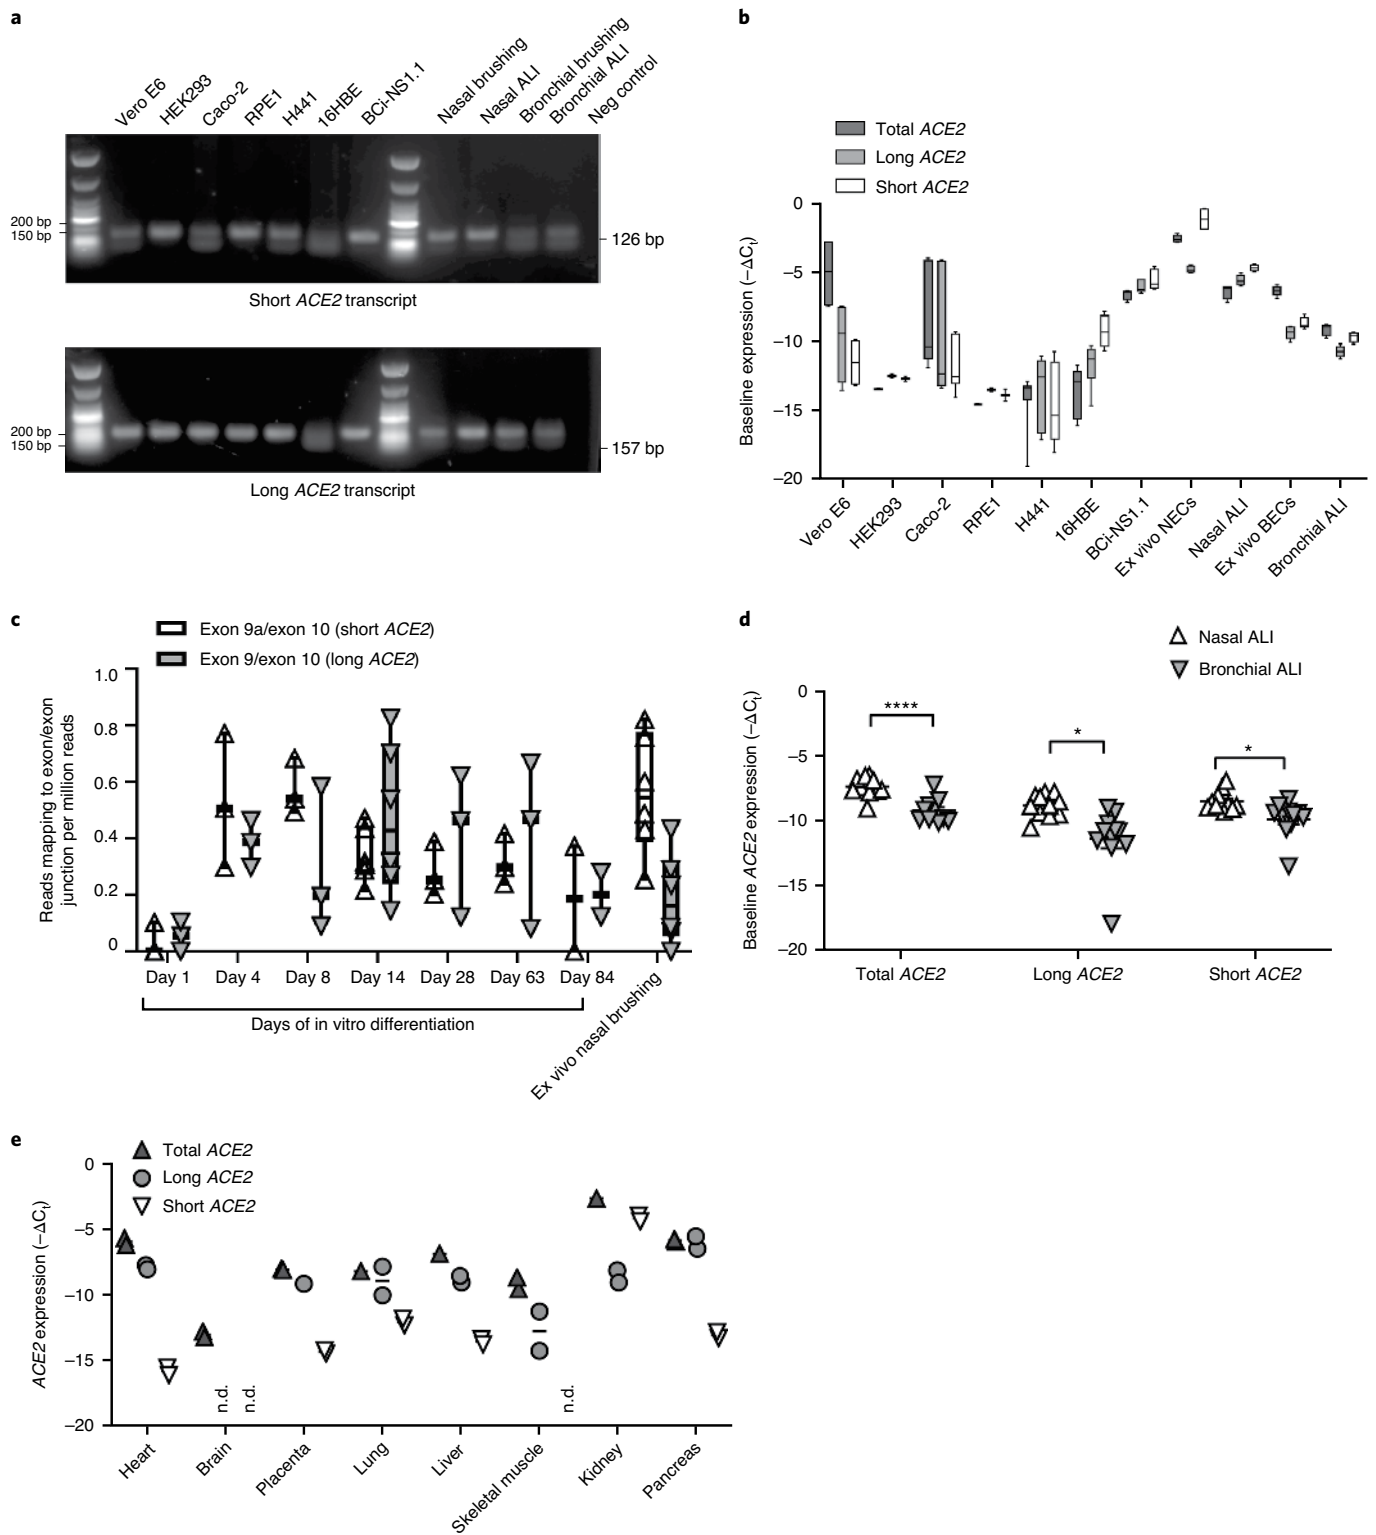 a
Vero E6
HEK293
Caco-2
RPE1
H441
16HBE
BCi-NS1.1
Nasal brushing
Nasal ALI
Bronchial brushing
Bronchial ALI
Neg control
200 bp
150 bp
126 bp
Short ACE2 transcript
200 bp
150 bp
157 bp
Long ACE2 transcript
b
Total ACE2
Long ACE2
Short ACE2
Baseline expression (−ΔCt)
0
−5
−10
−15
−20
Vero E6
HEK293
Caco-2
RPE1
H441
16HBE
BCi-NS1.1
Ex vivo NECs
Nasal ALI
Ex vivo BECs
Bronchial ALI
c
Exon 9a/exon 10 (short ACE2)
Exon 9/exon 10 (long ACE2)
Reads mapping to exon/exon
junction per million reads
1.0
0.8
0.6
0.4
0.2
0
Day 1
Day 4
Day 8
Day 14
Day 28
Day 63
Day 84
Ex vivo nasal brushing
Days of in vitro differentiation
d
Nasal ALI
Bronchial ALI
Baseline ACE2 expression (−ΔCt)
0
−5
−10
−15
−20
****
*
*
Total ACE2
Long ACE2
Short ACE2
e
Total ACE2
Long ACE2
Short ACE2
ACE2 expression (−ΔCt)
0
−5
−10
−15
−20
n.d.
n.d.
n.d.
Heart
Brain
Placenta
Lung
Liver
Skeletal muscle
Kidney
Pancreas